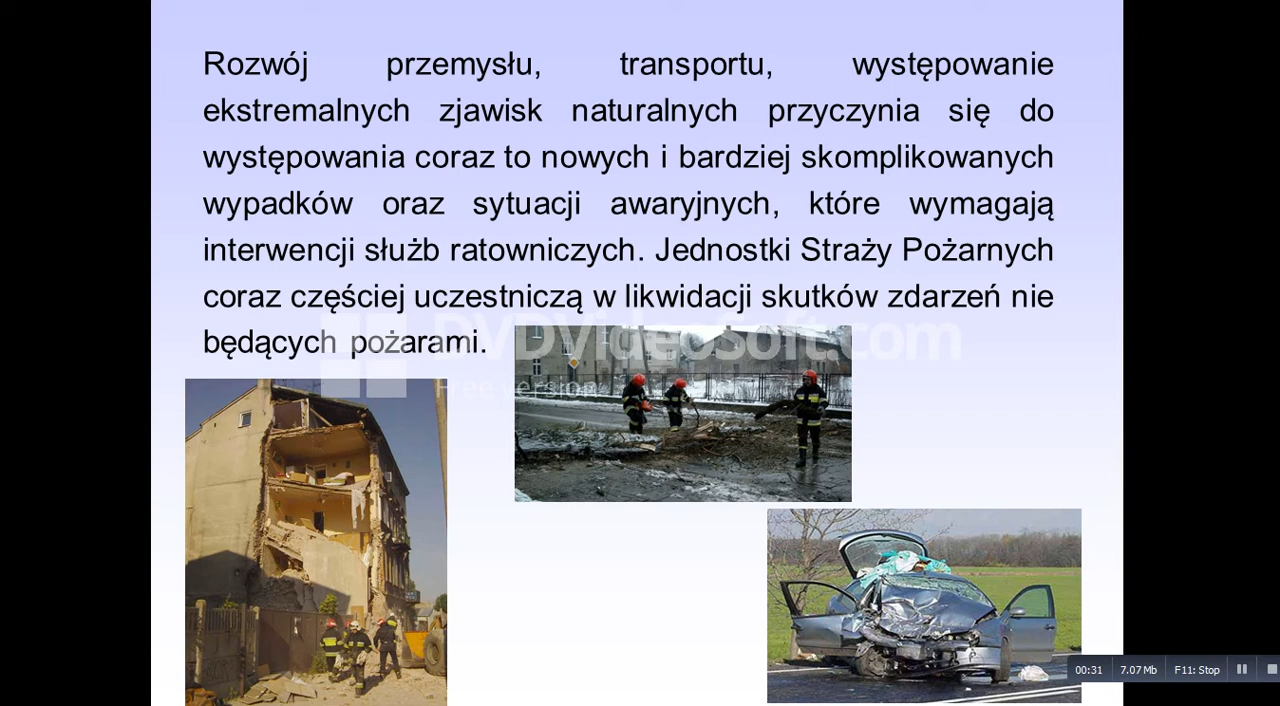 Rozwój przemysłu, transportu, występowanie
ekstremalnych zjawisk naturalnych przyczynia się do
występowania coraz to nowych i bardziej skomplikowanych
wypadków oraz sytuacji awaryjnych, które wymagają
interwencji służb ratowniczych. Jednostki Straży Pożarnych
coraz częściej uczestniczą w likwidacji skutków zdarzeń nie
będących pożarami.
DVDVideoSoft.com
Free version
00:31 7.07 Mb F11: Stop